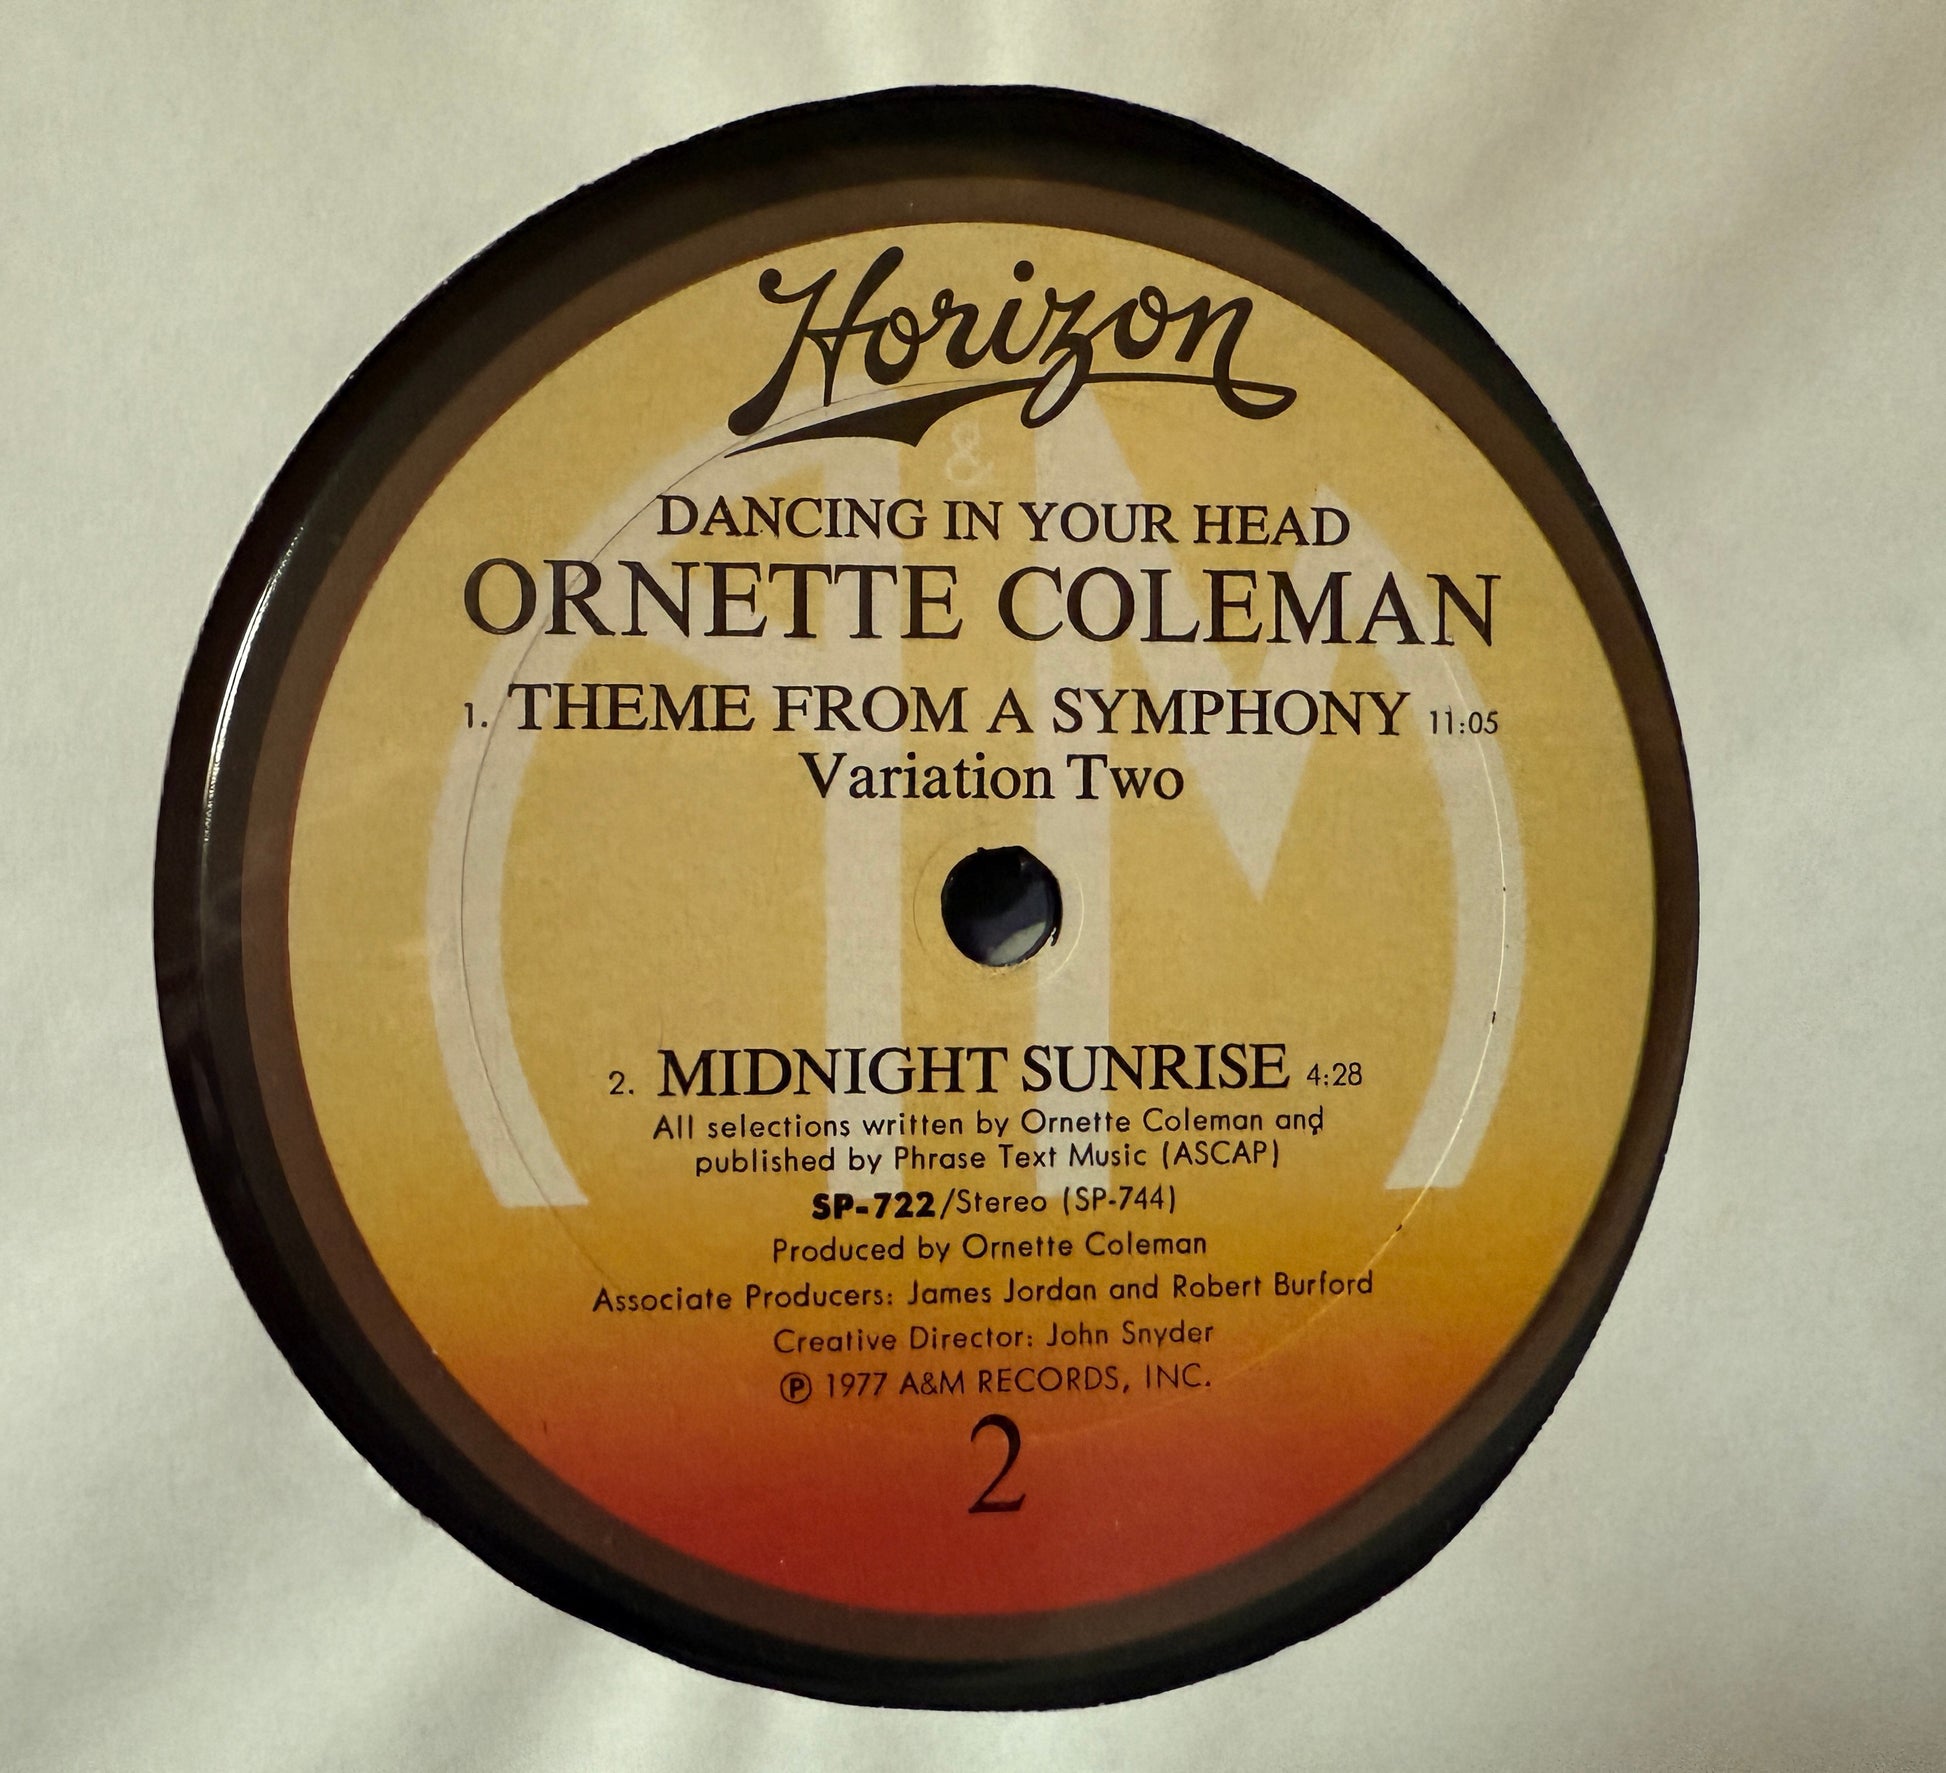 Horizon
&
DANCING IN YOUR HEAD
ORNETTE COLEMAN
1. THEME FROM A SYMPHONY 11:05
Variation Two
AM
2. MIDNIGHT SUNRISE 4:28
All selections written by Ornette Coleman and
published by Phrase Text Music (ASCAP)
SP-722/Stereo (SP-744)
Produced by Ornette Coleman
Associate Producers: James Jordan and Robert Burford
Creative Director: John Snyder
℗ 1977 A&M RECORDS, INC.
2